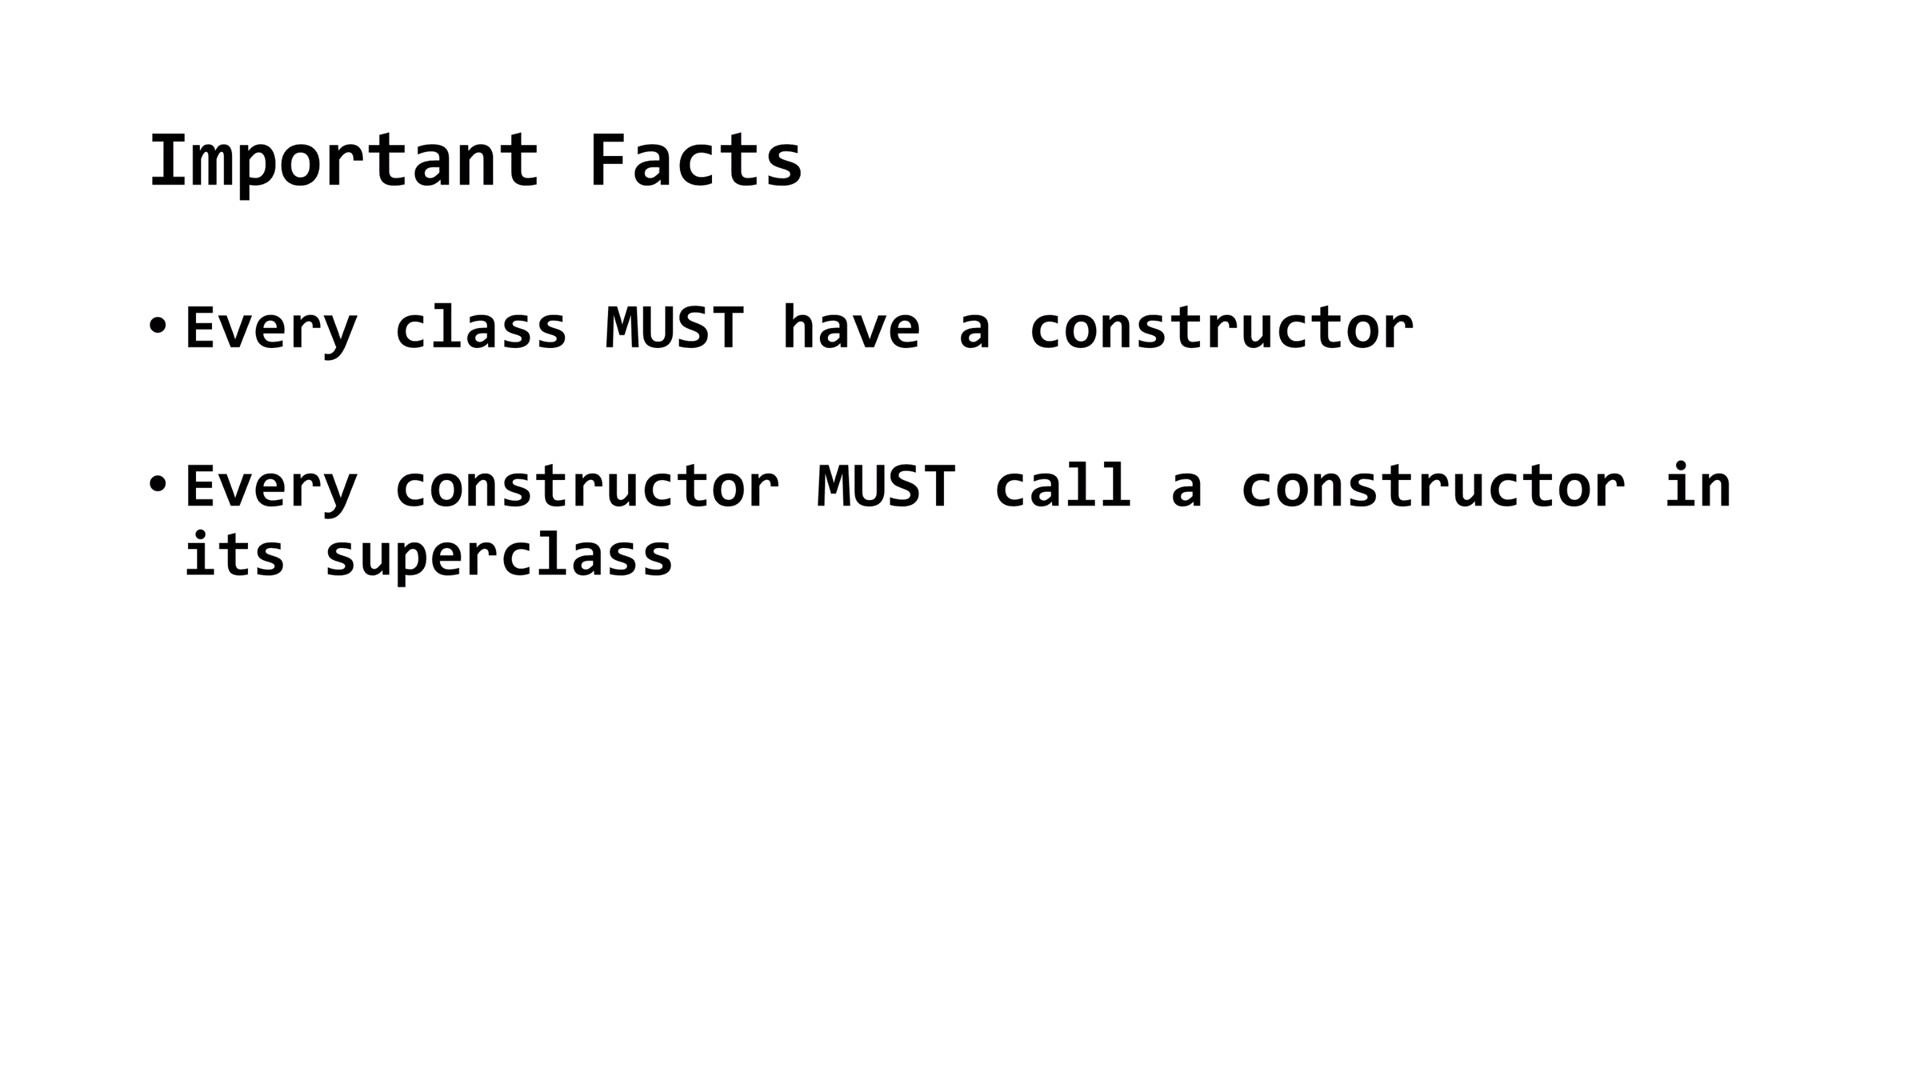 Important Facts
• Every class MUST have a constructor
• Every constructor MUST call a constructor in
its superclass